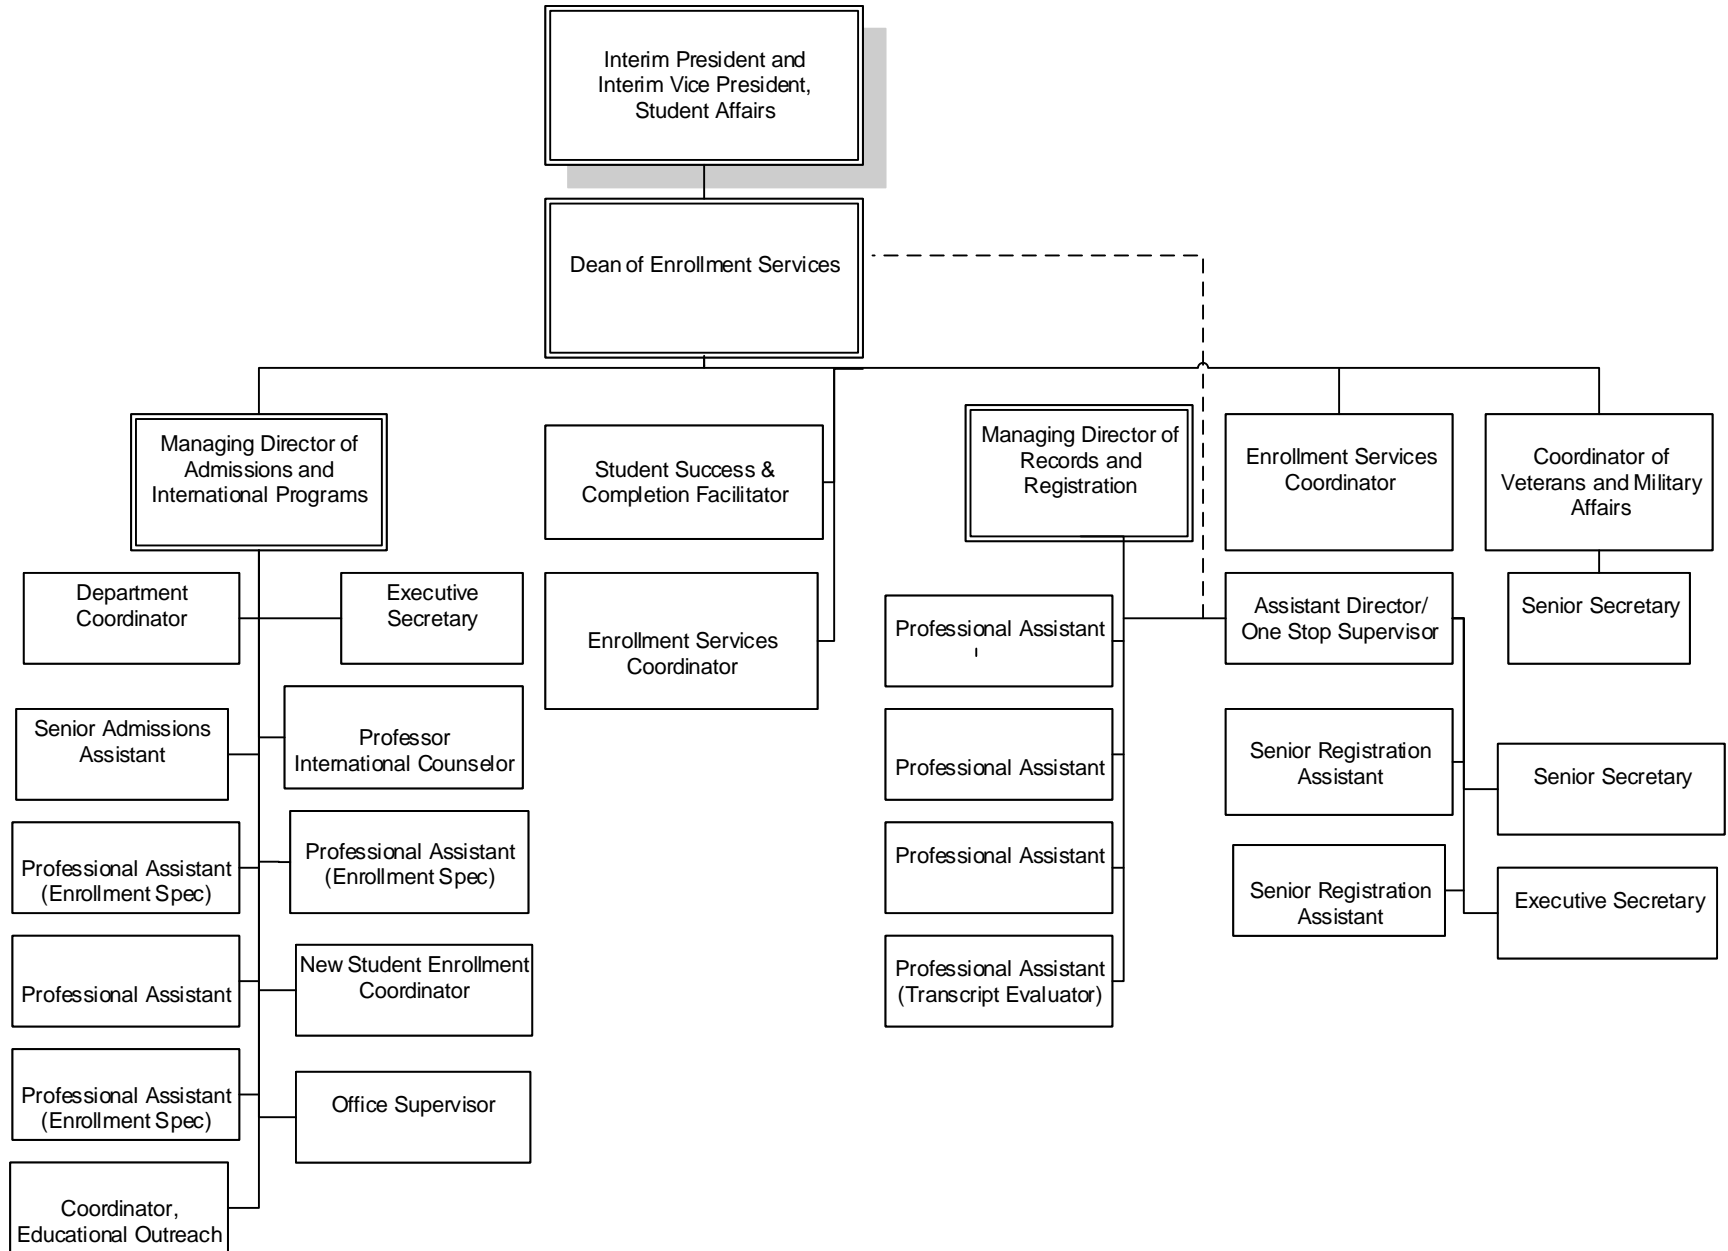 Interim President and
Interim Vice President,
Student Affairs
Dean of Enrollment Services
Managing Director of
Admissions and
International Programs
Student Success &
Completion Facilitator
Managing Director of
Records and
Registration
Enrollment Services
Coordinator
Coordinator of
Veterans and Military
Affairs
Department
Coordinator
Executive
Secretary
Enrollment Services
Coordinator
Professional Assistant
Assistant Director/
One Stop Supervisor
Senior Secretary
Senior Admissions
Assistant
Professor
International Counselor
Professional Assistant
Senior Registration
Assistant
Senior Secretary
Professional Assistant
(Enrollment Spec)
Professional Assistant
(Enrollment Spec)
Professional Assistant
Senior Registration
Assistant
Executive Secretary
Professional Assistant
New Student Enrollment
Coordinator
Professional Assistant
(Transcript Evaluator)
Professional Assistant
(Enrollment Spec)
Office Supervisor
Coordinator,
Educational Outreach